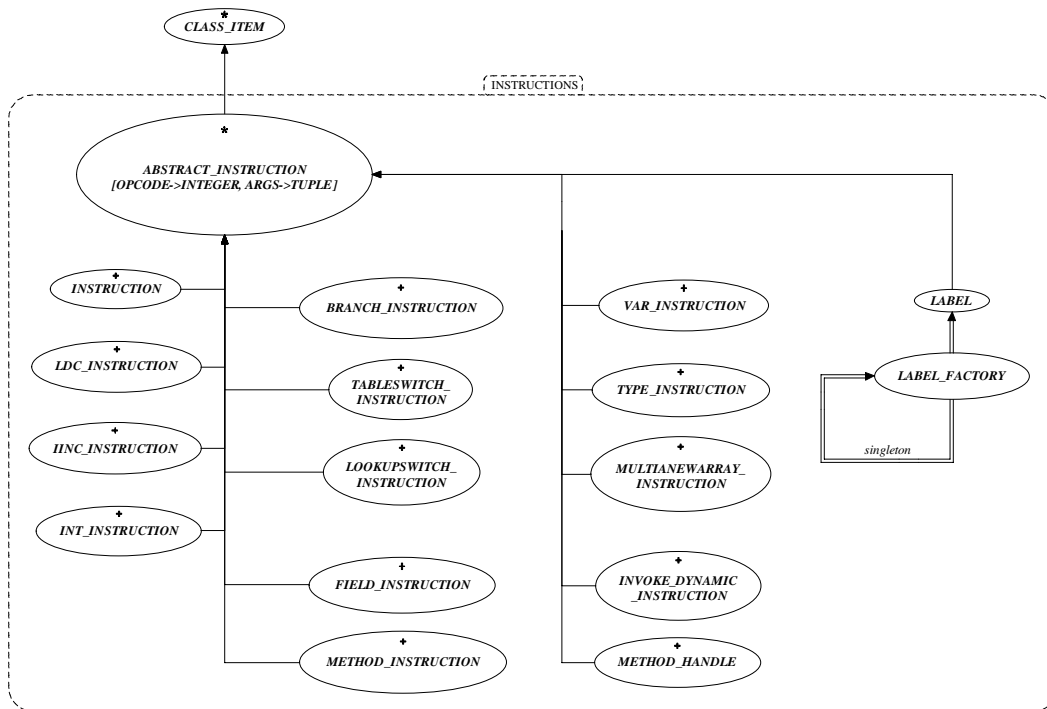 *
CLASS_ITEM
INSTRUCTIONS
*
ABSTRACT_INSTRUCTION
[OPCODE->INTEGER, ARGS->TUPLE]
+
INSTRUCTION
+
BRANCH_INSTRUCTION
+
VAR_INSTRUCTION
LABEL
+
LDC_INSTRUCTION
+
TABLESWITCH_
INSTRUCTION
+
TYPE_INSTRUCTION
LABEL_FACTORY
+
IINC_INSTRUCTION
+
LOOKUPSWITCH_
INSTRUCTION
+
MULTIANEWARRAY_
INSTRUCTION
singleton
+
INT_INSTRUCTION
+
FIELD_INSTRUCTION
+
INVOKE_DYNAMIC
_INSTRUCTION
+
METHOD_INSTRUCTION
+
METHOD_HANDLE